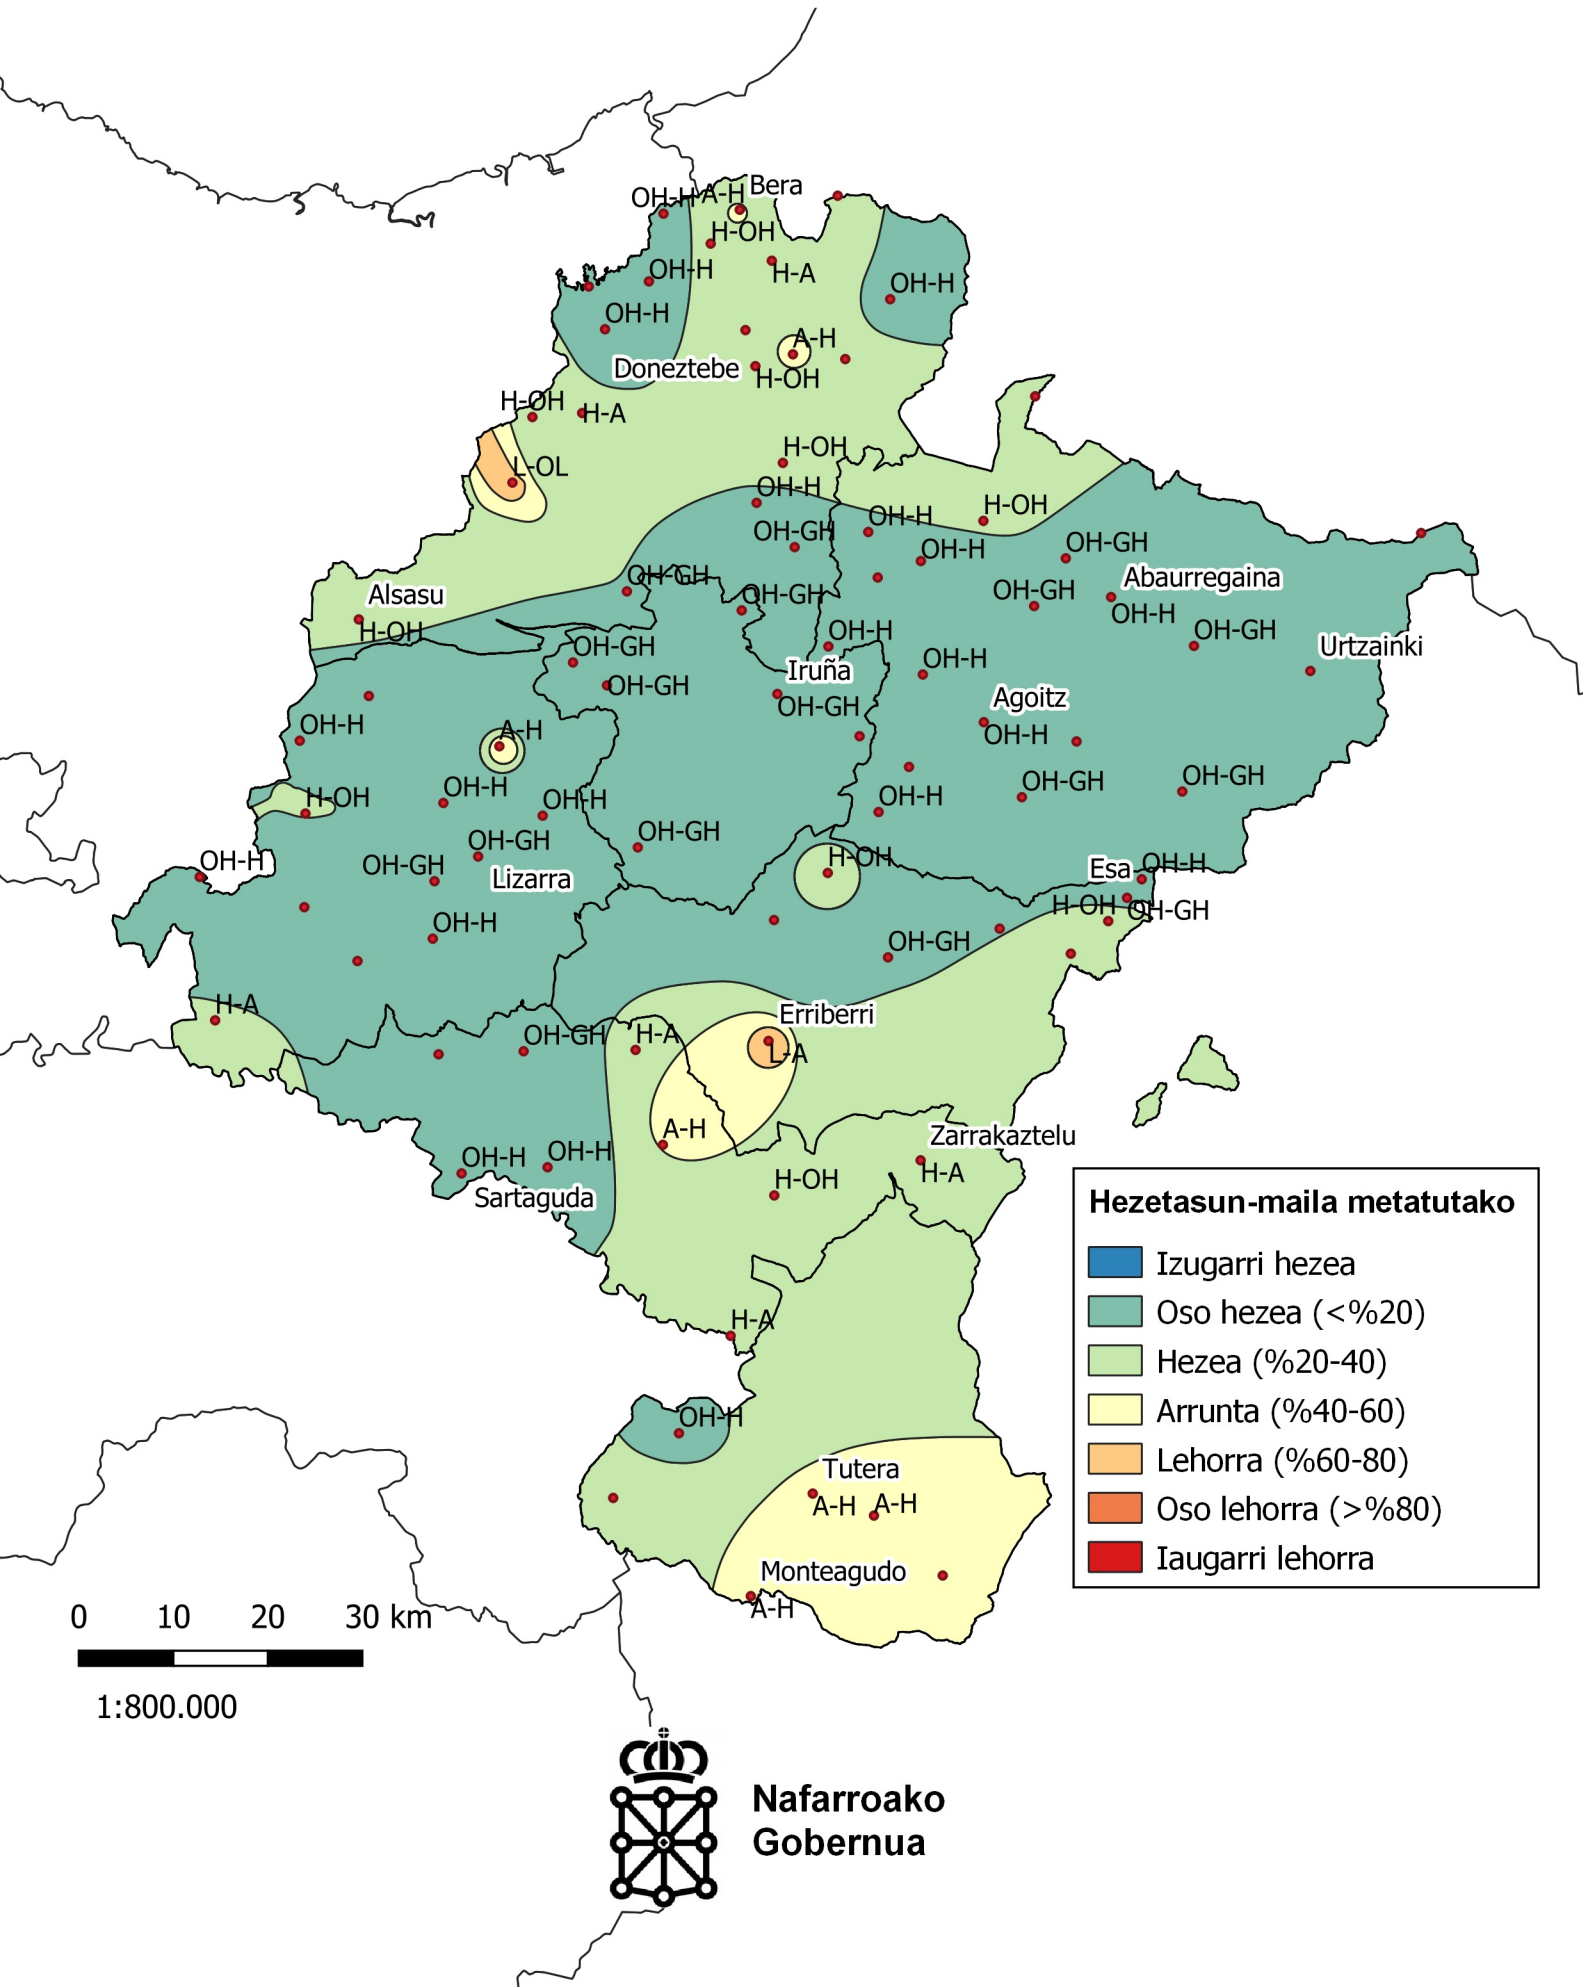 OH-H
A-H
Bera
H-OH
H-A
OH-H
OH-H
OH-H
A-H
Doneztebe
H-OH
H-OH
H-A
L-OL
H-OH
OH-H
H-OH
OH-H
OH-GH
OH-H
OH-GH
Abaurregaina
OH-GH
OH-GH
OH-GH
OH-H
Alsasu
H-OH
OH-H
OH-GH
Urtzainki
OH-GH
OH-H
Iruña
OH-GH
OH-GH
Agoitz
OH-H
OH-H
A-H
OH-GH
OH-GH
OH-H
OH-H
OH-H
H-OH
OH-GH
OH-GH
OH-H
H-OH
OH-GH
Lizarra
Esa
OH-H
H-OH
OH-GH
OH-H
OH-GH
H-A
Erriberri
OH-GH
H-A
L-A
A-H
Zarrakaztelu
OH-H
OH-H
H-OH
H-A
Sartaguda
H-A
OH-H
Tutera
A-H
A-H
Monteagudo
A-H
Hezetasun-maila metatutako
Izugarri hezea
Oso hezea (<%20)
Hezea (%20-40)
Arrunta (%40-60)
Lehorra (%60-80)
Oso lehorra (>%80)
Iaugarri lehorra
0 10 20 30 km
1:800.000
Nafarroako
Gobernua